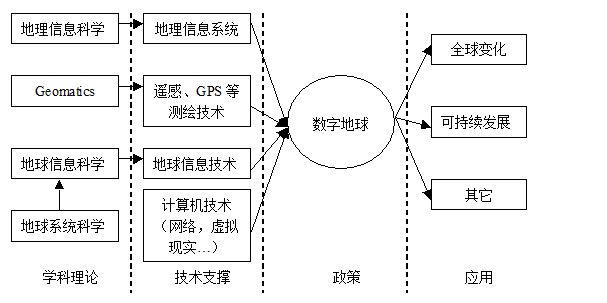 地理信息科学
地理信息系统
全球变化
Geomatics
遥感、GPS 等
测绘技术
数字地球
可持续发展
地球信息科学
地球信息技术
其它
地球系统科学
计算机技术
（网络，虚拟
现实…）
学科理论
技术支撑
政策
应用